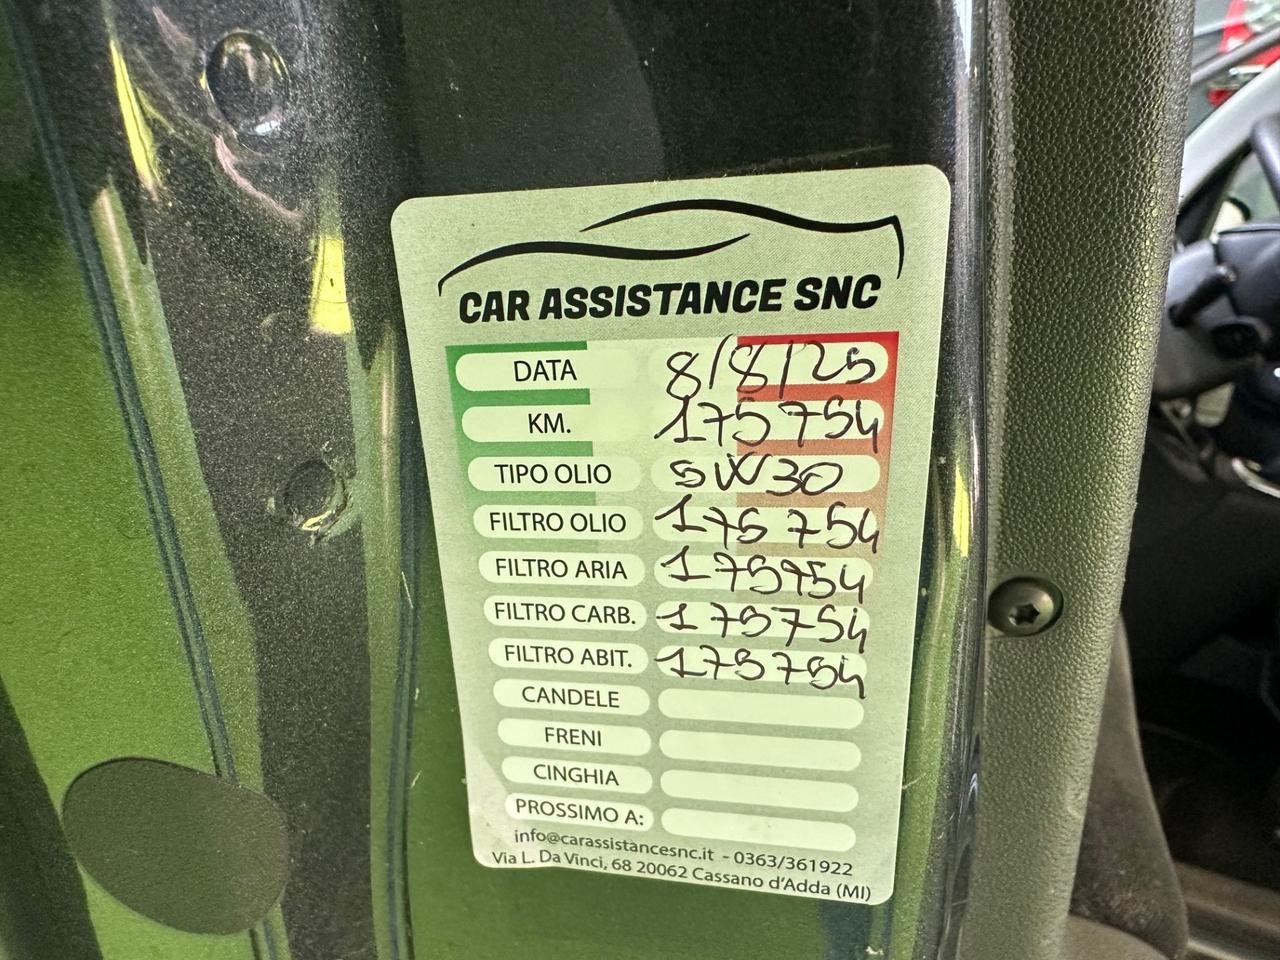 CAR ASSISTANCE SNC
DATA 8/8/25
KM. 175754
TIPO OLIO 5W30
FILTRO OLIO 175754
FILTRO ARIA 175754
FILTRO CARB. 175754
FILTRO ABIT. 175754
CANDELE
FRENI
CINGHIA
PROSSIMO A:
info@carassistancesnc.it - 0363/361922
Via L. Da Vinci, 68 20062 Cassano d'Adda (MI)